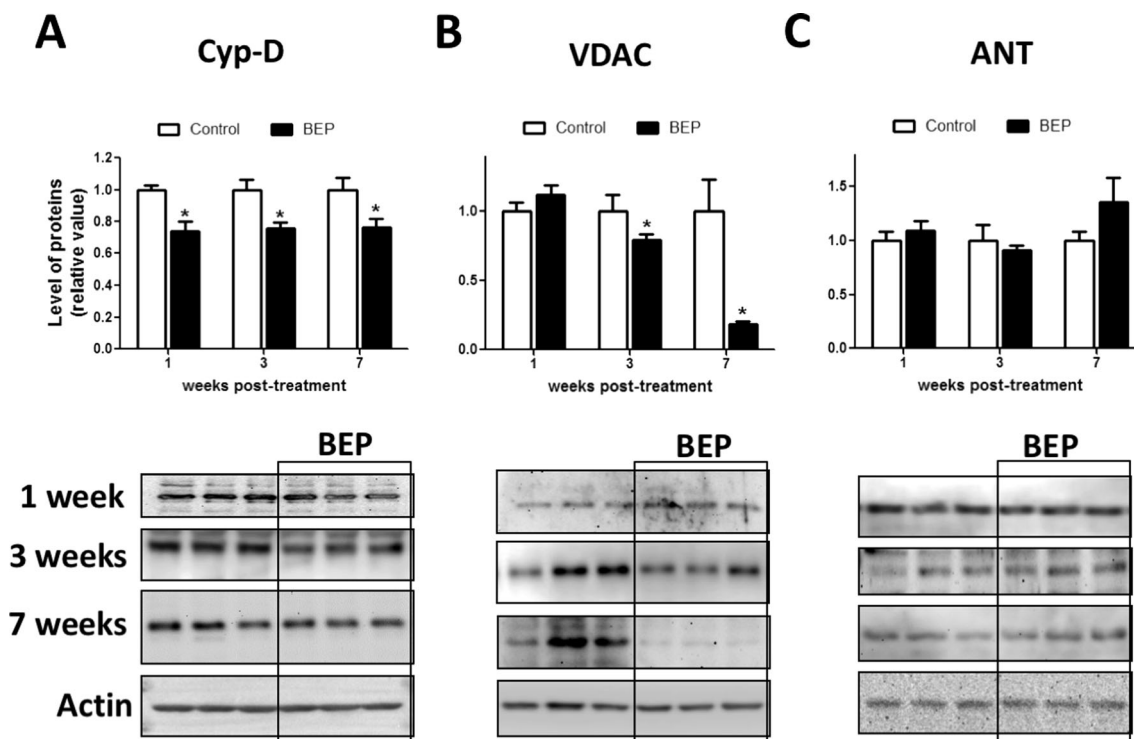 A
Cyp-D
Control BEP
Level of proteins
(relative value)
1.2
1.0
0.8
0.6
0.4
0.2
0.0
* * *
1 3 7
weeks post-treatment
B
VDAC
Control BEP
1.0
0.5
0.0
* *
1 3 7
weeks post-treatment
C
ANT
Control BEP
1.5
1.0
0.5
0.0
1 3 7
weeks post-treatment
BEP BEP BEP
1 week
3 weeks
7 weeks
Actin